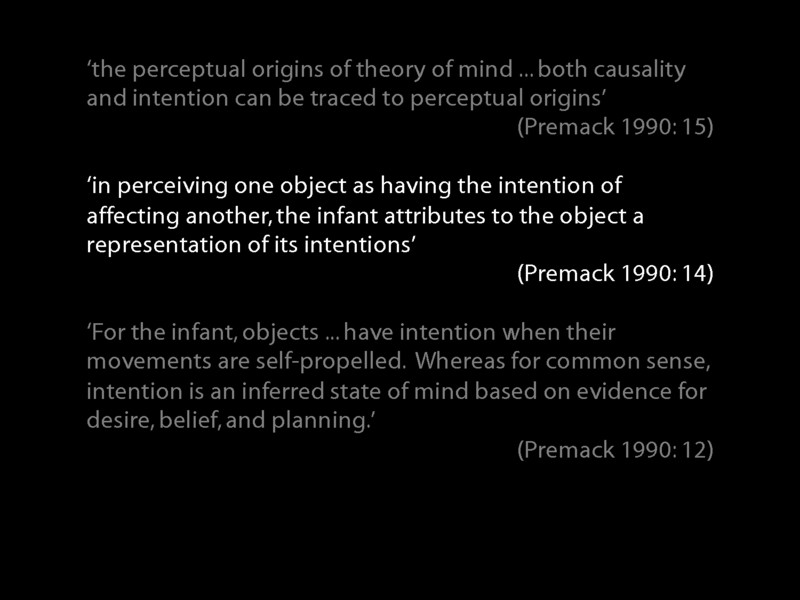 ‘the perceptual origins of theory of mind ... both causality
and intention can be traced to perceptual origins’
(Premack 1990: 15)
‘in perceiving one object as having the intention of
affecting another, the infant attributes to the object a
representation of its intentions’
(Premack 1990: 14)
‘For the infant, objects ... have intention when their
movements are self-propelled.  Whereas for common sense,
intention is an inferred state of mind based on evidence for
desire, belief, and planning.’
(Premack 1990: 12)